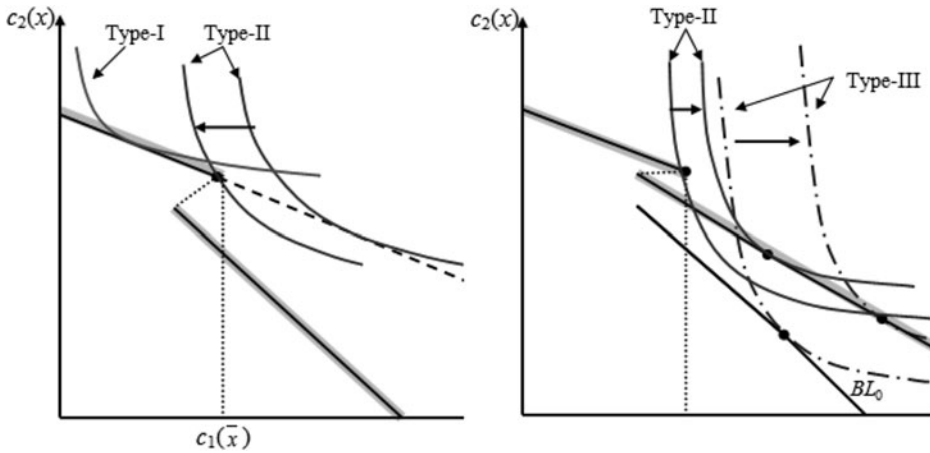 c₂(x)
Type-I
Type-II
c₁(x̄)
c₂(x)
Type-II
Type-III
BL₀